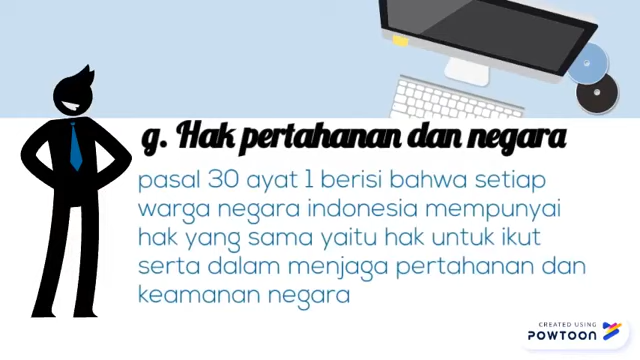 g. Hak pertahanan dan negara
pasal 30 ayat 1 berisi bahwa setiap
warga negara indonesia mempunyai
hak yang sama yaitu hak untuk ikut
serta dalam menjaga pertahanan dan
keamanan negara
CREATED USING
POWTOON